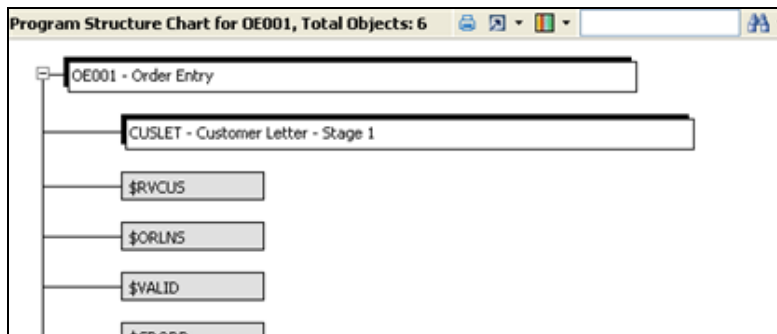 Program Structure Chart for OE001, Total Objects: 6
OE001 - Order Entry
CUSLET - Customer Letter - Stage 1
$RVCUS
$ORLNS
$VALID